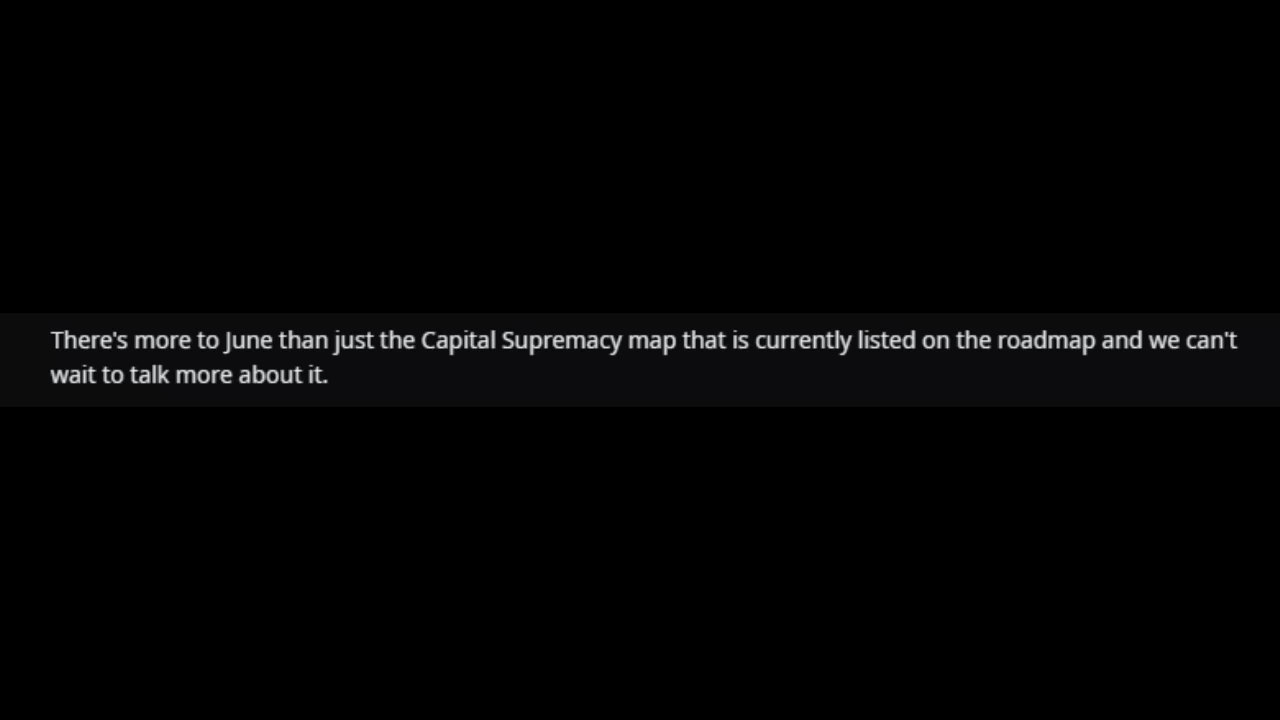 There's more to June than just the Capital Supremacy map that is currently listed on the roadmap and we can't
wait to talk more about it.